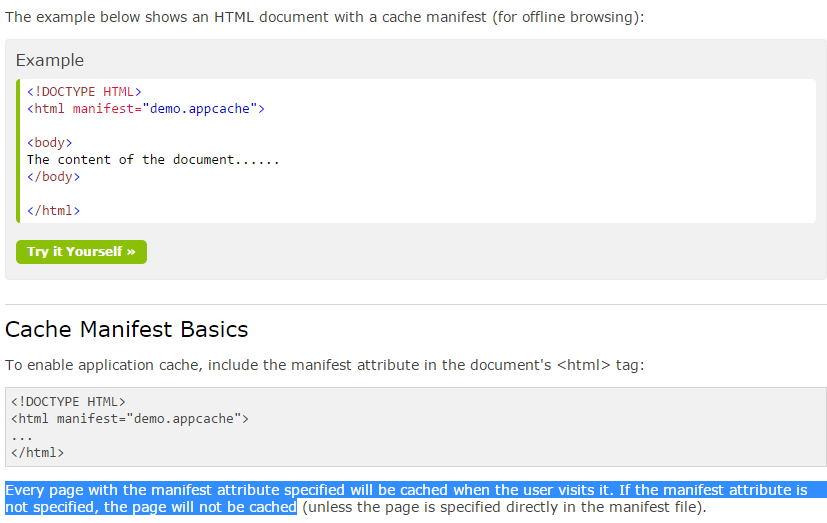 The example below shows an HTML document with a cache manifest (for offline browsing):
Example
<!DOCTYPE HTML>
<html manifest="demo.appcache">
<body>
The content of the document......
</body>
</html>
Try it Yourself »
Cache Manifest Basics
To enable application cache, include the manifest attribute in the document's <html> tag:
<!DOCTYPE HTML>
<html manifest="demo.appcache">
...
</html>
Every page with the manifest attribute specified will be cached when the user visits it. If the manifest attribute is
not specified, the page will not be cached (unless the page is specified directly in the manifest file).